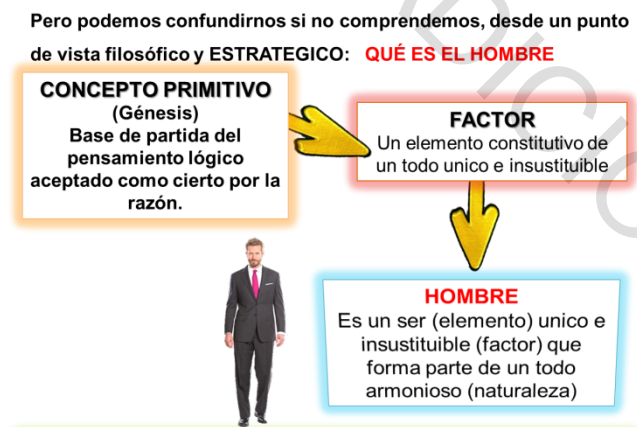 Pero podemos confundirnos si no comprendemos, desde un punto
de vista filosófico y ESTRATEGICO: QUÉ ES EL HOMBRE
CONCEPTO PRIMITIVO
(Génesis)
Base de partida del
pensamiento lógico
aceptado como cierto por la
razón.
FACTOR
Un elemento constitutivo de
un todo unico e insustituible
HOMBRE
Es un ser (elemento) unico e
insustituible (factor) que
forma parte de un todo
armonioso (naturaleza)